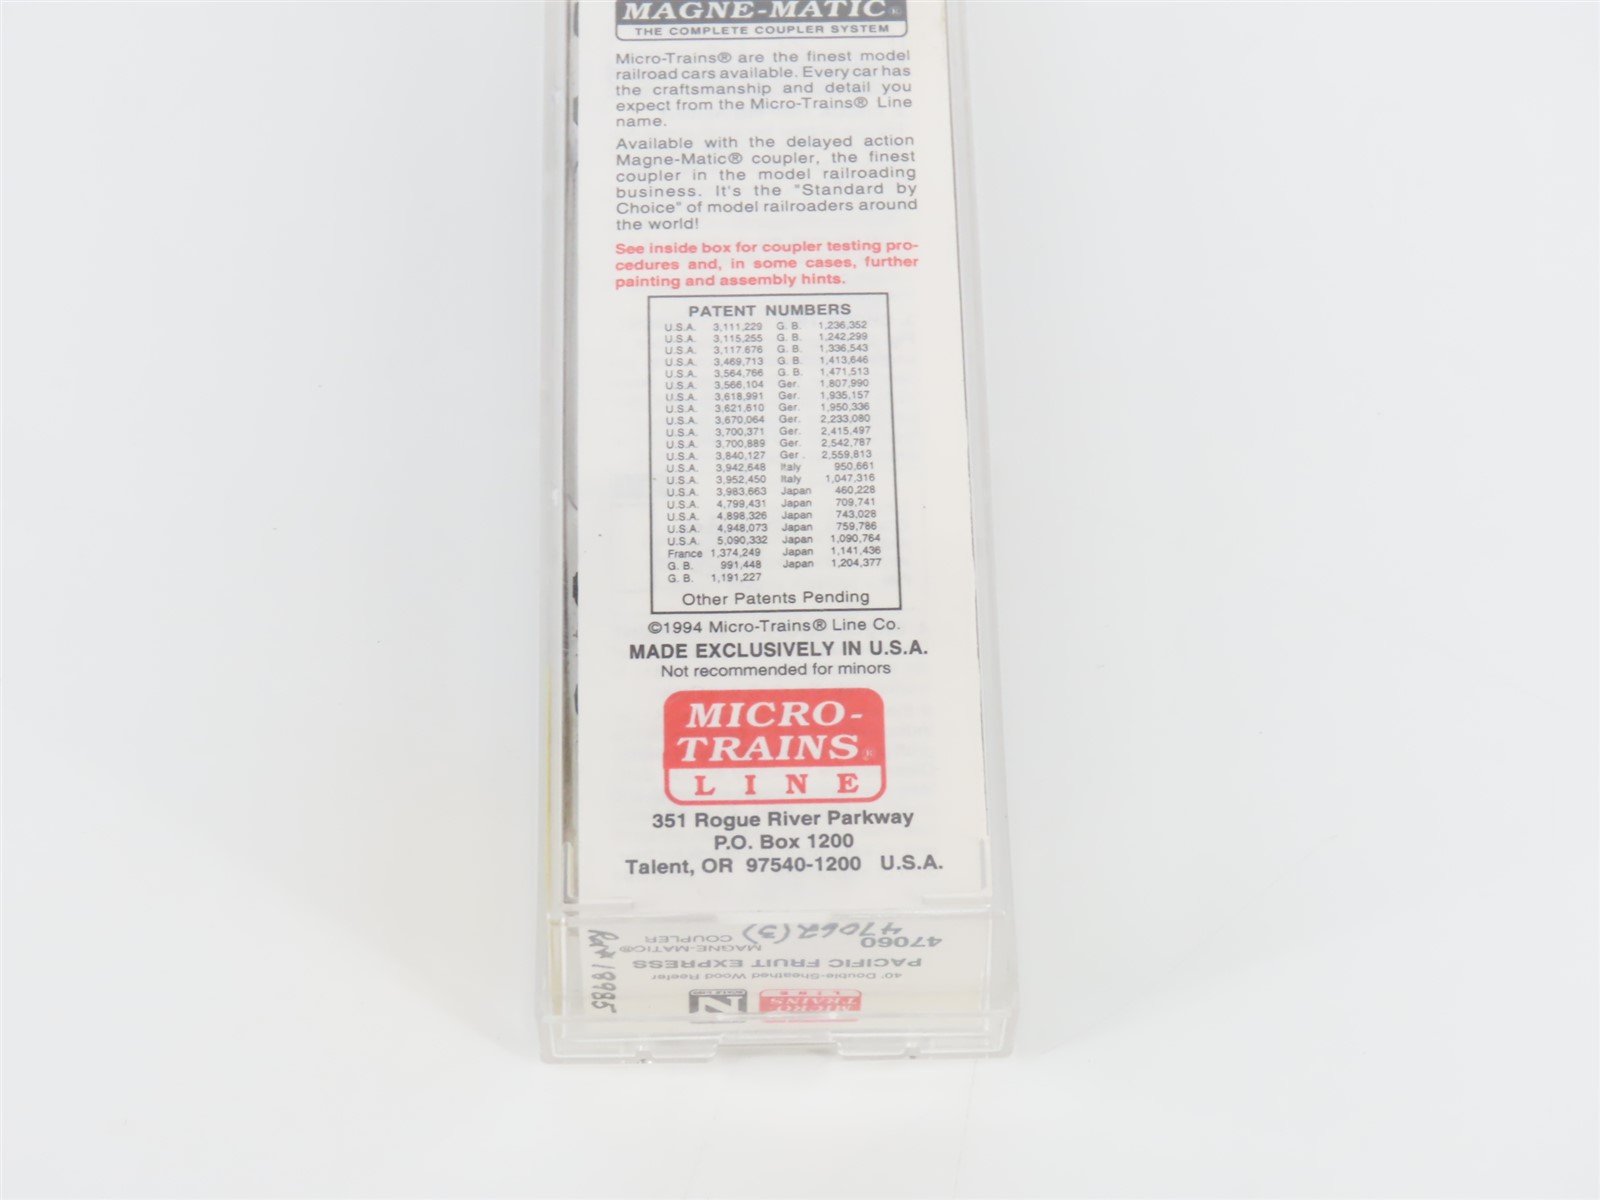 MAGNE-MATIC®
THE COMPLETE COUPLER SYSTEM
Micro-Trains® are the finest model
railroad cars available. Every car has
the craftsmanship and detail you
expect from the Micro-Trains® Line
name.
Available with the delayed action
Magne-Matic® coupler, the finest
coupler in the model railroading
business. It's the "Standard by
Choice" of model railroaders around
the world!
See inside box for coupler testing pro-
cedures and, in some cases, further
painting and assembly hints.
PATENT NUMBERS
U.S.A. 3,111,229 G. B. 1,236,352
U.S.A. 3,115,255 G. B. 1,242,299
U.S.A. 3,117,676 G. B. 1,336,543
U.S.A. 3,469,713 G. B. 1,413,646
U.S.A. 3,564,766 G. B. 1,471,513
U.S.A. 3,566,104 Ger. 1,807,990
U.S.A. 3,618,991 Ger. 1,935,157
U.S.A. 3,621,610 Ger. 1,950,336
U.S.A. 3,670,064 Ger. 2,233,080
U.S.A. 3,700,371 Ger. 2,415,497
U.S.A. 3,700,889 Ger. 2,542,787
U.S.A. 3,840,127 Ger. 2,559,813
U.S.A. 3,942,648 Italy 950,661
U.S.A. 3,952,450 Italy 1,047,316
U.S.A. 3,983,663 Japan 460,228
U.S.A. 4,799,431 Japan 709,741
U.S.A. 4,898,326 Japan 743,028
U.S.A. 4,948,073 Japan 759,786
U.S.A. 5,090,332 Japan 1,090,764
France 1,374,249 Japan 1,141,436
G. B. 991,448 Japan 1,204,377
G. B. 1,191,227
Other Patents Pending
©1994 Micro-Trains® Line Co.
MADE EXCLUSIVELY IN U.S.A.
Not recommended for minors
MICRO-
TRAINS®
LINE
351 Rogue River Parkway
P.O. Box 1200
Talent, OR 97540-1200 U.S.A.
MICRO
TRAINS
LINE
N
40' Double-Sheathed Wood Reefer
PACIFIC FRUIT EXPRESS
47060 MAGNE-MATIC®
COUPLER
47062 (3)
19985